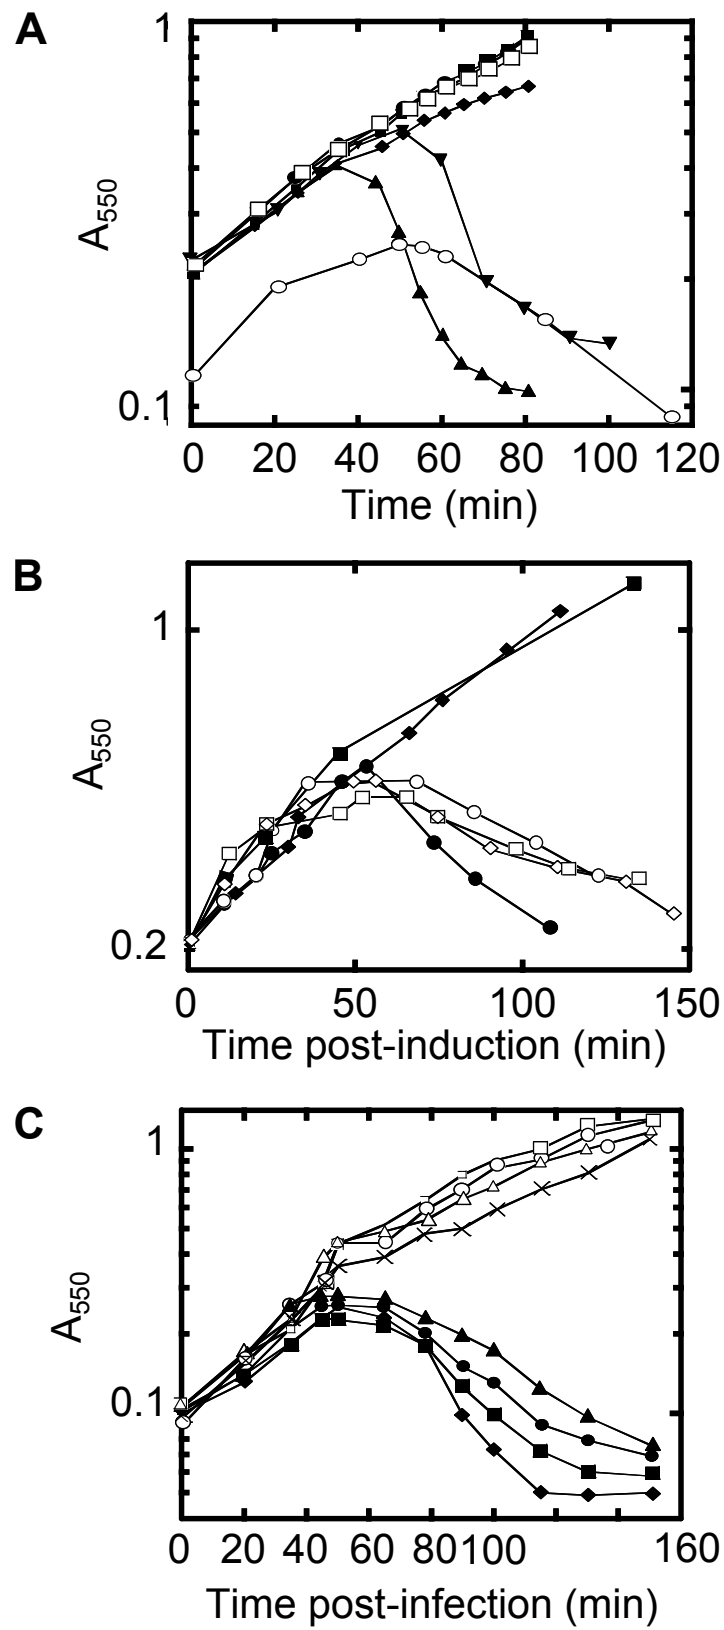 A
1
A550
0.1
0 20 40 60 80 100 120
Time (min)
B
1
A550
0.2
0 50 100 150
Time post-induction (min)
C
1
A550
0.1
0 20 40 60 80 100 160
Time post-infection (min)